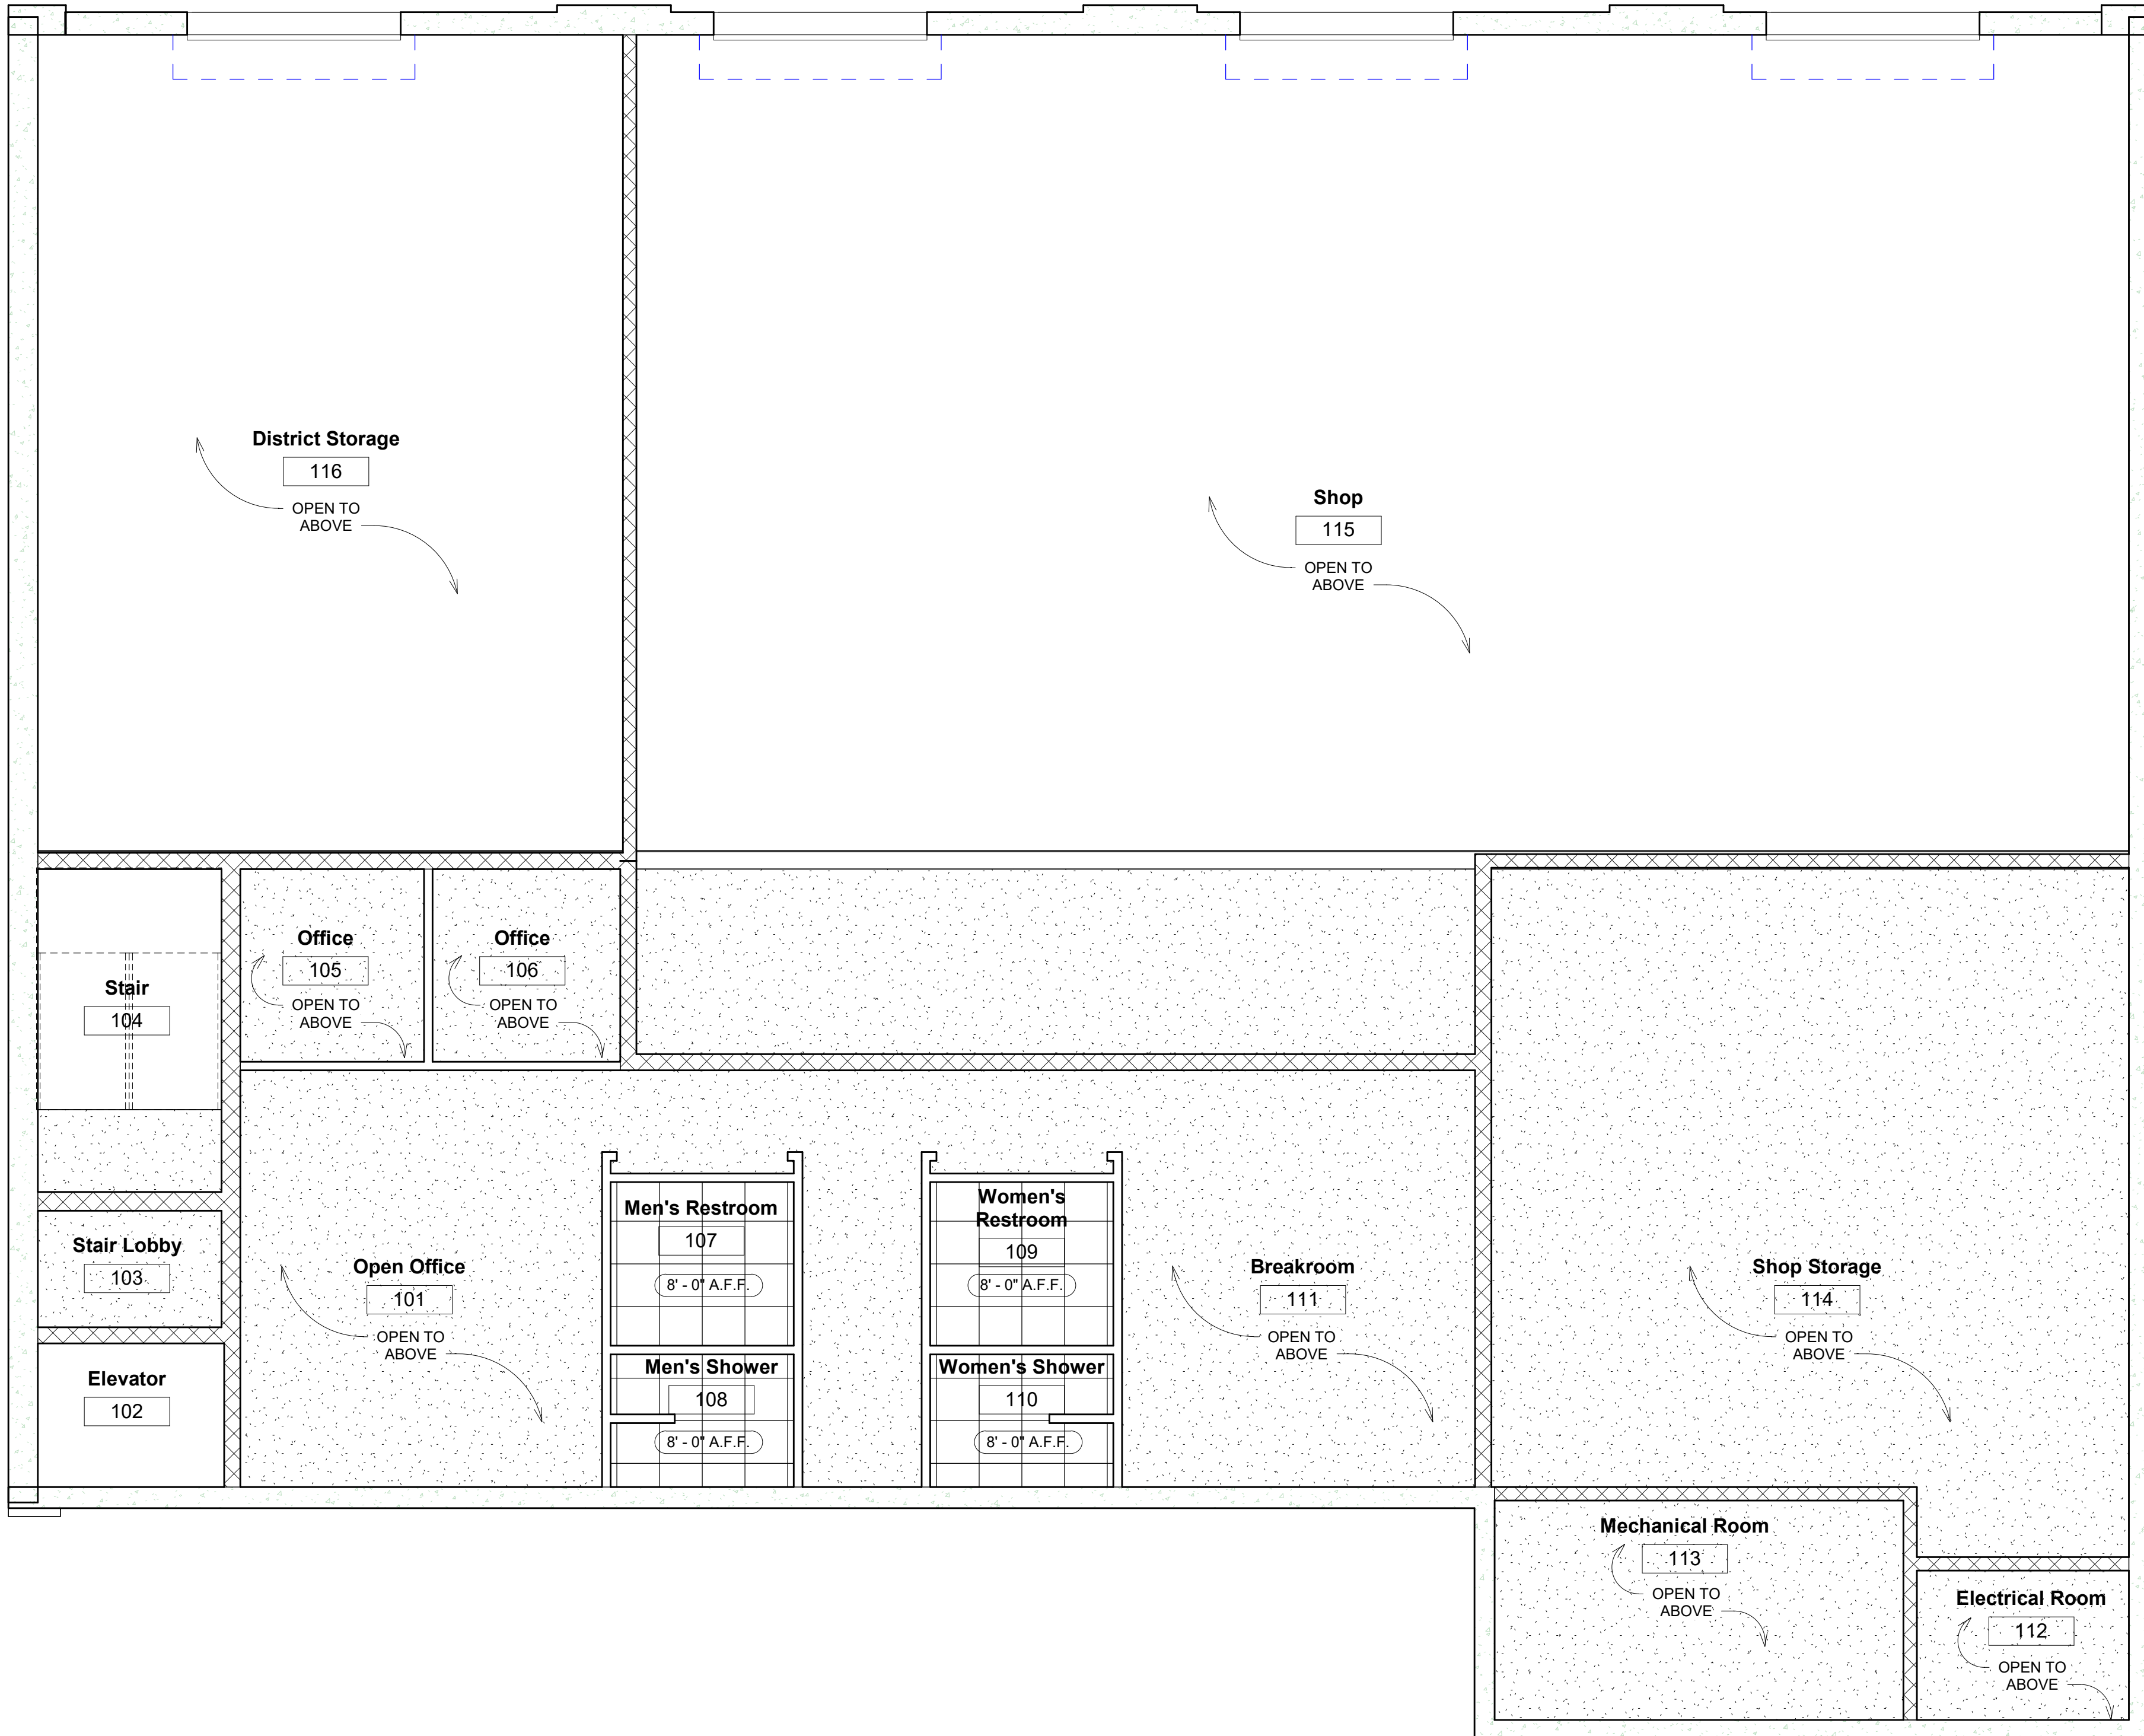 District Storage
116
OPEN TO
ABOVE
Shop
115
OPEN TO
ABOVE
Office
105
OPEN TO
ABOVE
Office
106
OPEN TO
ABOVE
Stair
104
Stair Lobby
103
Elevator
102
Open Office
101
OPEN TO
ABOVE
Men's Restroom
107
8' - 0" A.F.F.
Men's Shower
108
8' - 0" A.F.F.
Women's
Restroom
109
8' - 0" A.F.F.
Women's Shower
110
8' - 0" A.F.F.
Breakroom
111
OPEN TO
ABOVE
Shop Storage
114
OPEN TO
ABOVE
Mechanical Room
113
OPEN TO
ABOVE
Electrical Room
112
OPEN TO
ABOVE